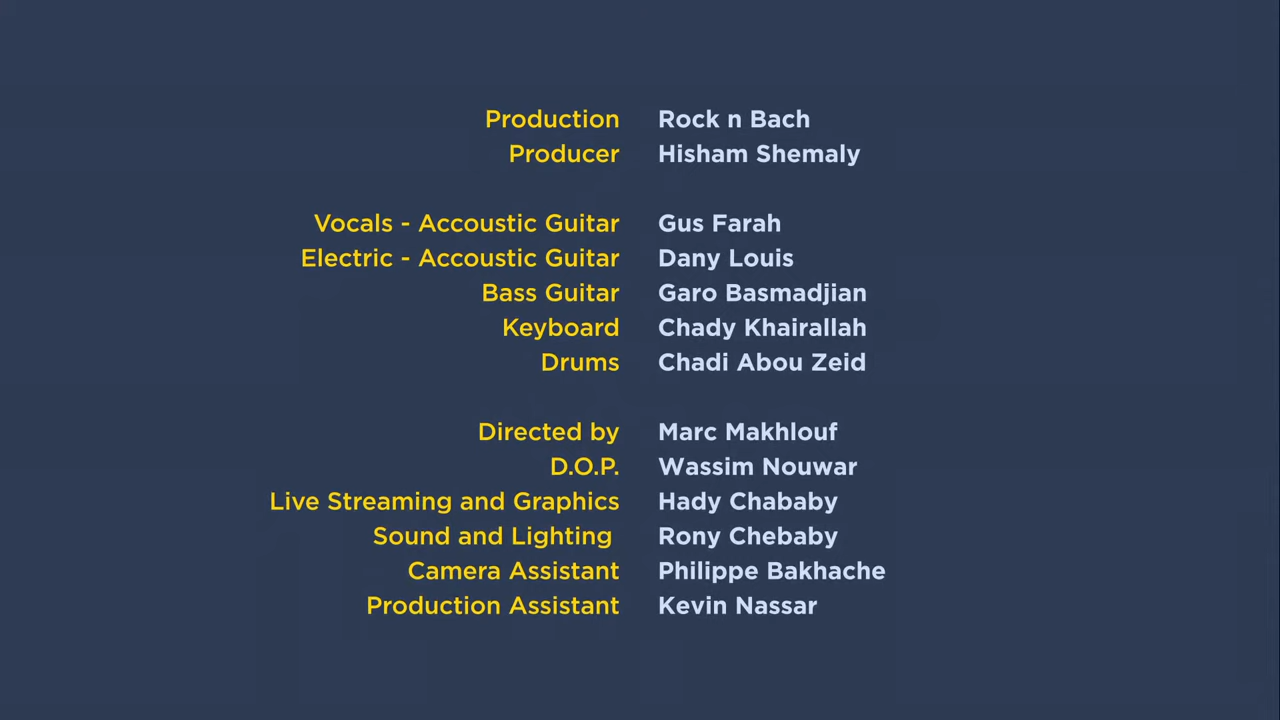 Production Rock n Bach
Producer Hisham Shemaly
Vocals - Accoustic Guitar Gus Farah
Electric - Accoustic Guitar Dany Louis
Bass Guitar Garo Basmadjian
Keyboard Chady Khairallah
Drums Chadi Abou Zeid
Directed by Marc Makhlouf
D.O.P. Wassim Nouwar
Live Streaming and Graphics Hady Chababy
Sound and Lighting Rony Chebaby
Camera Assistant Philippe Bakhache
Production Assistant Kevin Nassar